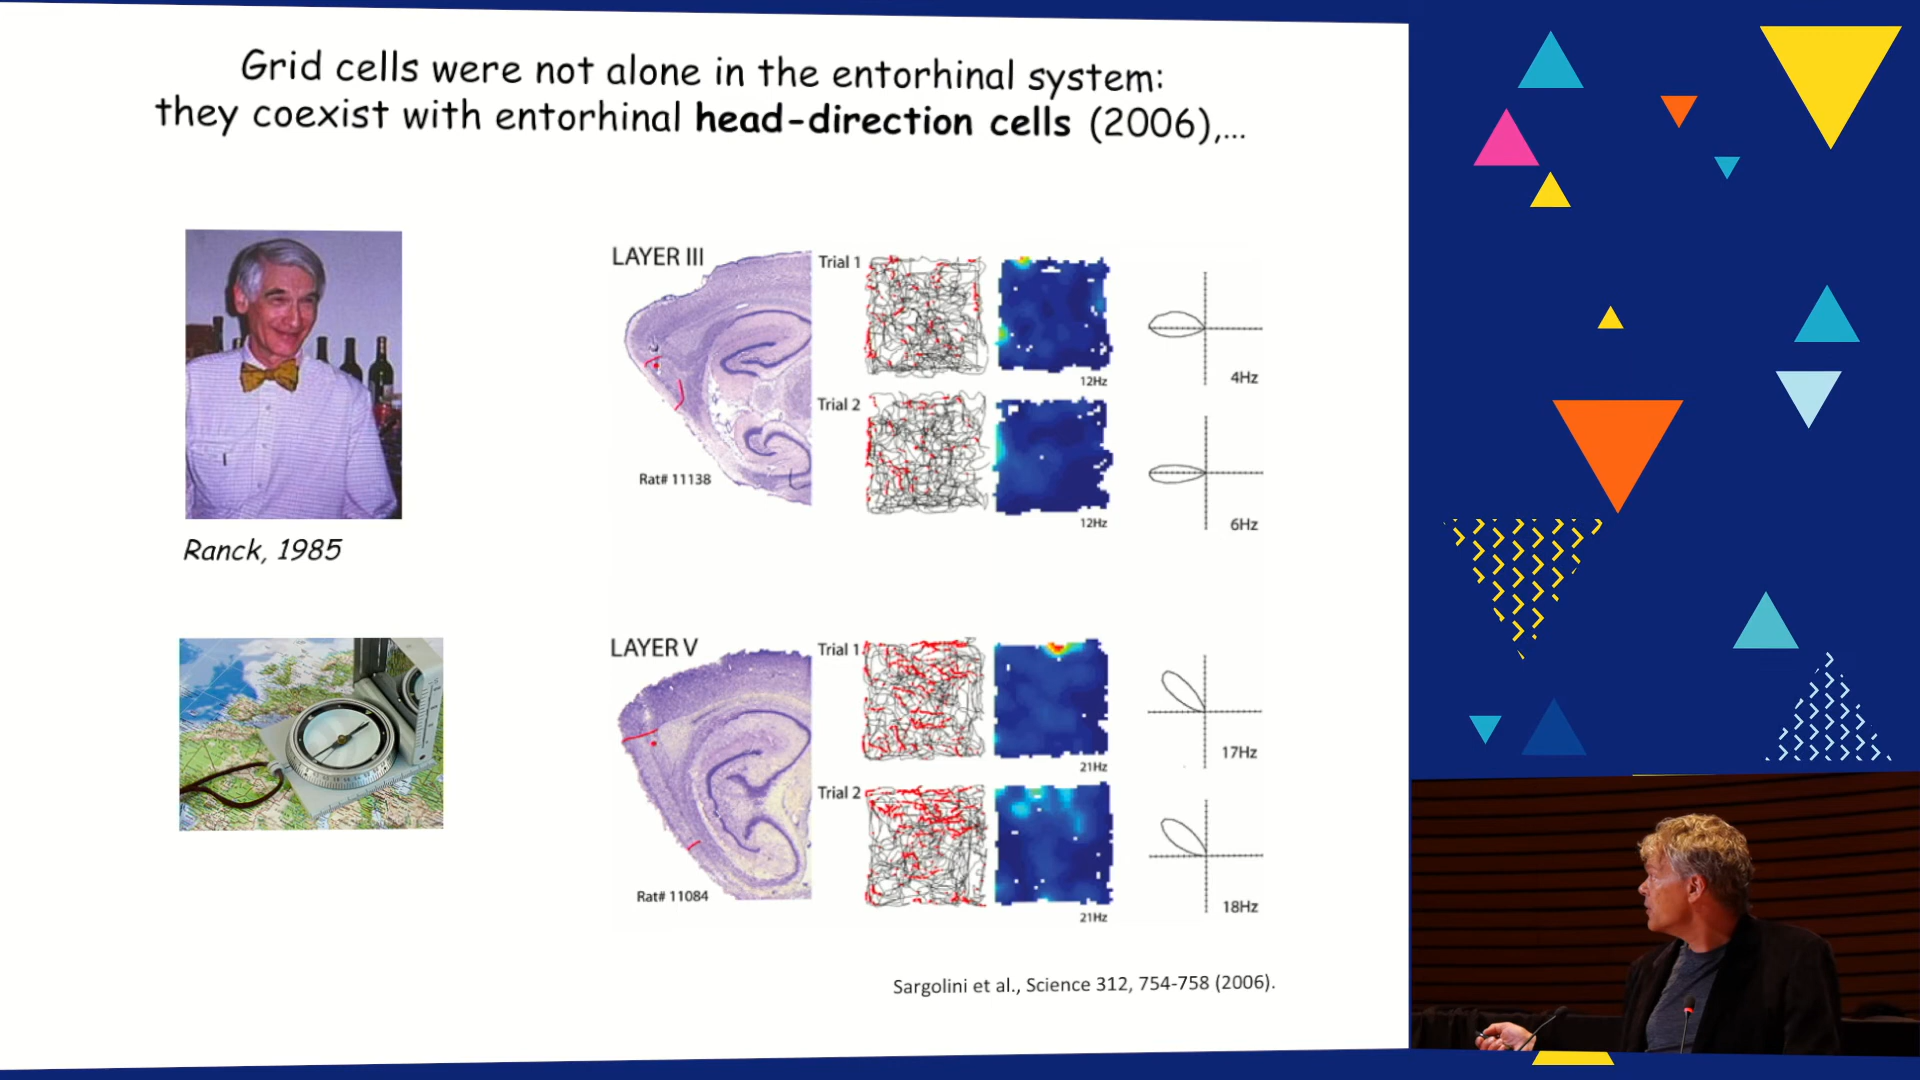 Grid cells were not alone in the entorhinal system:
they coexist with entorhinal head-direction cells (2006),...
Ranck, 1985
LAYER III
Trial 1
12Hz
4Hz
Trial 2
Rat# 11138
12Hz
6Hz
LAYER V
Trial 1
21Hz
17Hz
Trial 2
Rat# 11084
21Hz
18Hz
Sargolini et al., Science 312, 754-758 (2006).